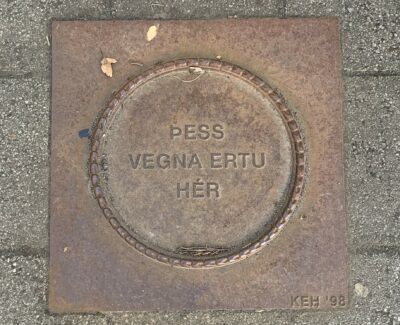 ÞESS
VEGNA ERTU
HÉR
KEH '98